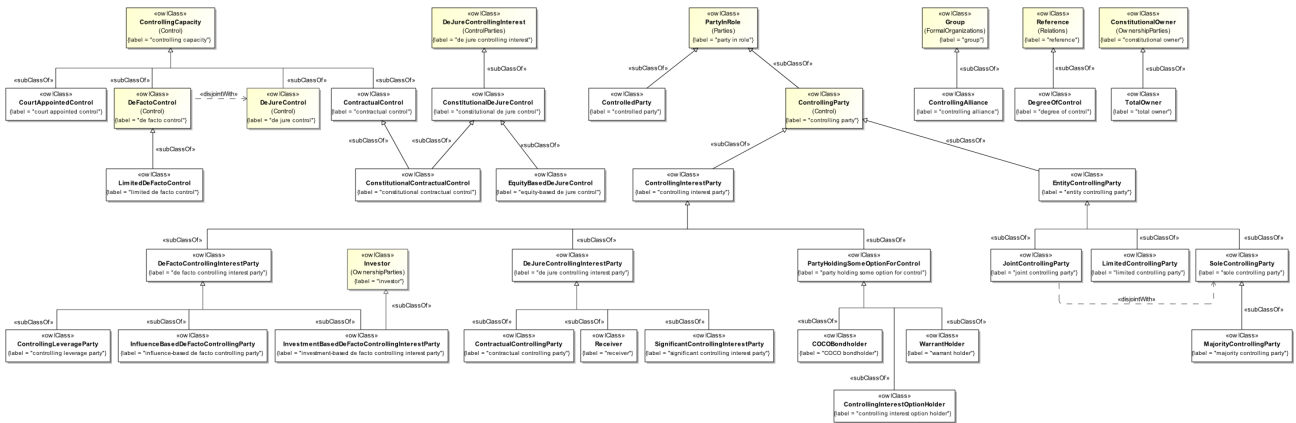 «owlClass»
ControllingCapacity
(Control)
{label = "controlling capacity"}
«owlClass»
DeJureControllingInterest
(ControlParties)
{label = "de jure controlling interest"}
«owlClass»
PartyInRole
(Parties)
{label = "party in role"}
«owlClass»
Group
(FormalOrganizations)
{label = "group"}
«owlClass»
Reference
(Relations)
{label = "reference"}
«owlClass»
ConstitutionalOwner
(OwnershipParties)
{label = "constitutional owner"}
«subClassOf»
«subClassOf»
«subClassOf»
«subClassOf»
«subClassOf»
«subClassOf»
«subClassOf»
«subClassOf»
«subClassOf»
«subClassOf»
«owlClass»
CourtAppointedControl
{label = "court appointed control"}
«owlClass»
DeFactoControl
(Control)
{label = "de facto control"}
«disjointWith»
«owlClass»
DeJureControl
(Control)
{label = "de jure control"}
«owlClass»
ContractualControl
{label = "contractual control"}
«owlClass»
ConstitutionalDeJureControl
{label = "constitutional de jure control"}
«owlClass»
ControlledParty
{label = "controlled party"}
«owlClass»
ControllingParty
(Control)
{label = "controlling party"}
«owlClass»
ControllingAlliance
{label = "controlling alliance"}
«owlClass»
DegreeOfControl
{label = "degree of control"}
«owlClass»
TotalOwner
{label = "total owner"}
«subClassOf»
«subClassOf»
«subClassOf»
«subClassOf»
«subClassOf»
«subClassOf»
«owlClass»
LimitedDeFactoControl
{label = "limited de facto control"}
«owlClass»
ConstitutionalContractualControl
{label = "constitutional contractual control"}
«owlClass»
EquityBasedDeJureControl
{label = "equity-based de jure control"}
«owlClass»
ControllingInterestParty
{label = "controlling interest party"}
«owlClass»
EntityControllingParty
{label = "entity controlling party"}
«subClassOf»
«subClassOf»
«subClassOf»
«subClassOf»
«subClassOf»
«subClassOf»
«owlClass»
DeFactoControllingInterestParty
{label = "de facto controlling interest party"}
«owlClass»
Investor
(OwnershipParties)
{label = "investor"}
«owlClass»
DeJureControllingInterestParty
{label = "de jure controlling interest party"}
«owlClass»
PartyHoldingSomeOptionForControl
{label = "party holding some option for control"}
«owlClass»
JointControllingParty
{label = "joint controlling party"}
«owlClass»
LimitedControllingParty
{label = "limited controlling party"}
«owlClass»
SoleControllingParty
{label = "sole controlling party"}
«disjointWith»
«subClassOf»
«subClassOf»
«subClassOf»
«subClassOf»
«subClassOf»
«subClassOf»
«subClassOf»
«subClassOf»
«subClassOf»
«subClassOf»
«owlClass»
ControllingLeverageParty
{label = "controlling leverage party"}
«owlClass»
InfluenceBasedDeFactoControllingParty
{label = "influence-based de facto controlling party"}
«owlClass»
InvestmentBasedDeFactoControllingInterestParty
{label = "investment-based de facto controlling interest party"}
«owlClass»
ContractualControllingParty
{label = "contractual controlling party"}
«owlClass»
Receiver
{label = "receiver"}
«owlClass»
SignificantControllingInterestParty
{label = "significant controlling interest party"}
«owlClass»
COCOBondholder
{label = "COCO bondholder"}
«owlClass»
WarrantHolder
{label = "warrant holder"}
«owlClass»
MajorityControllingParty
{label = "majority controlling party"}
«subClassOf»
«owlClass»
ControllingInterestOptionHolder
{label = "controlling interest option holder"}